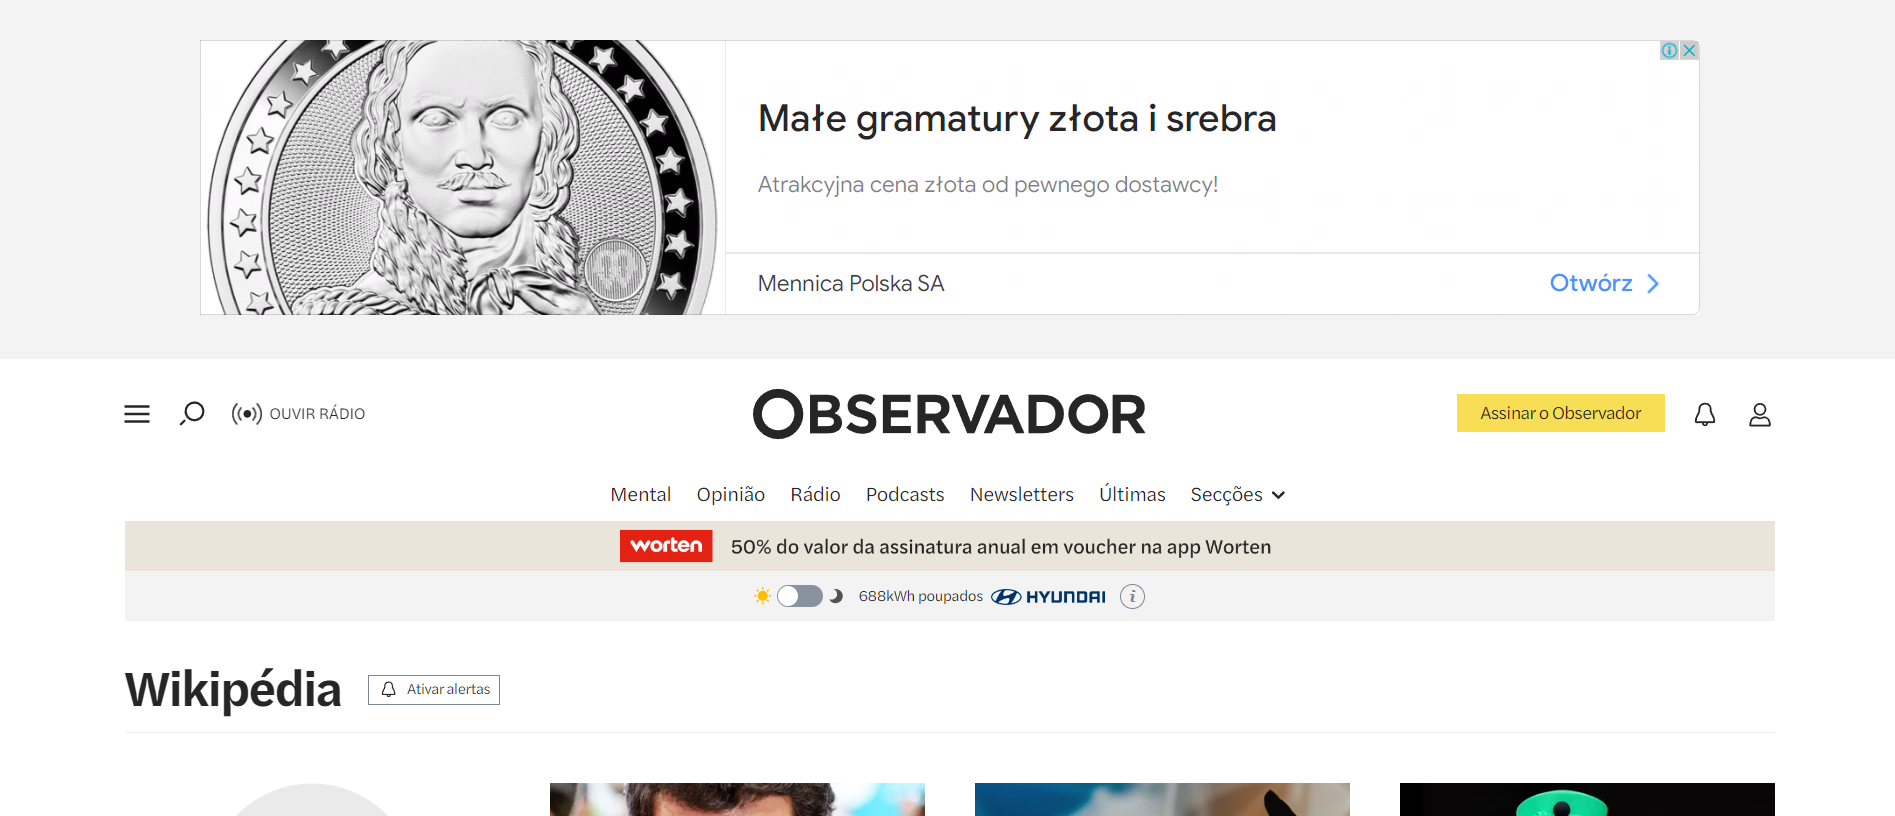 Małe gramatury złota i srebra
Atrakcyjna cena złota od pewnego dostawcy!
Mennica Polska SA
Otwórz
OUVIR RÁDIO
OBSERVADOR
Assinar o Observador
Mental Opinião Rádio Podcasts Newsletters Últimas Secções
worten 50% do valor da assinatura anual em voucher na app Worten
688kWh poupados HYUNDAI i
Wikipédia
Ativar alertas